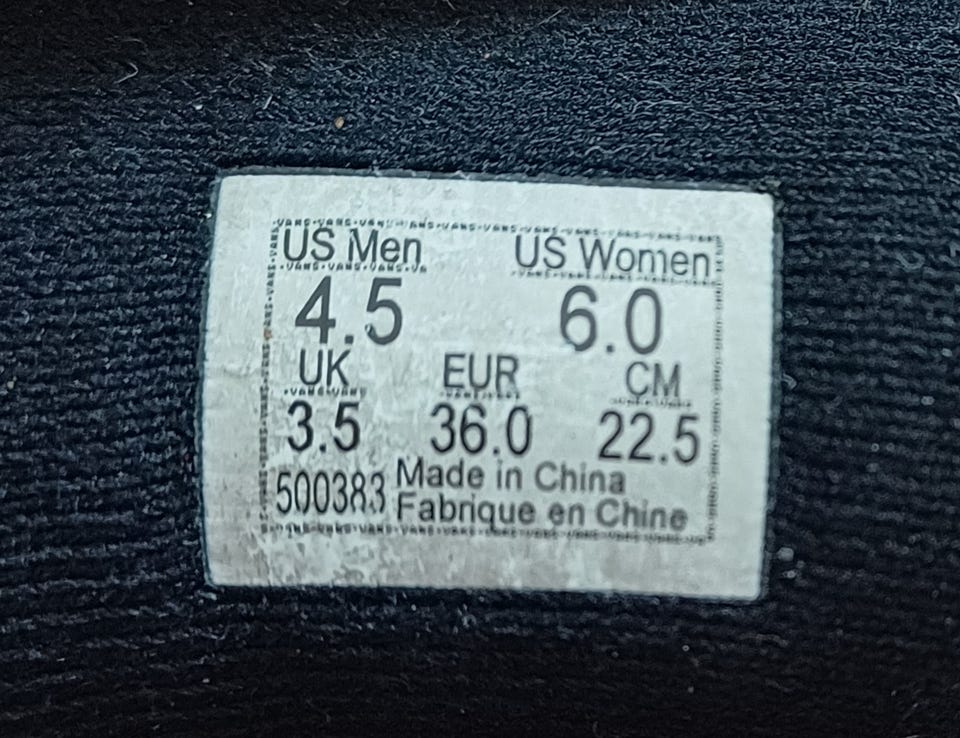 US Men US Women
4.5 6.0
UK EUR CM
3.5 36.0 22.5
500383 Made in China
Fabrique en Chine